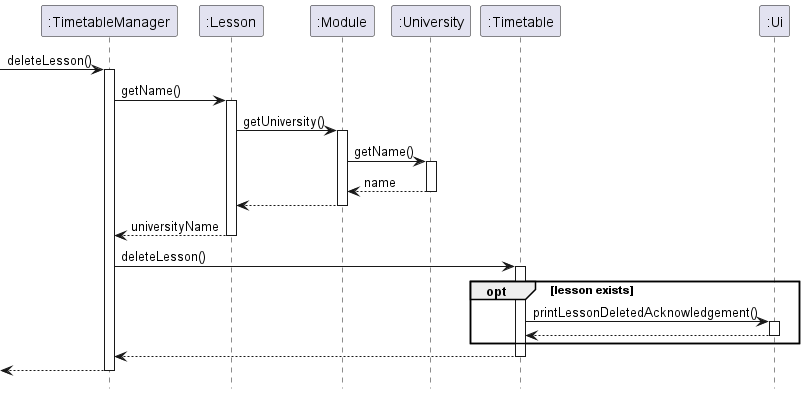 :TimetableManager :Lesson :Module :University :Timetable :Ui
deleteLesson()
getName()
getUniversity()
getName()
name
universityName
deleteLesson()
opt [lesson exists]
printLessonDeletedAcknowledgement()